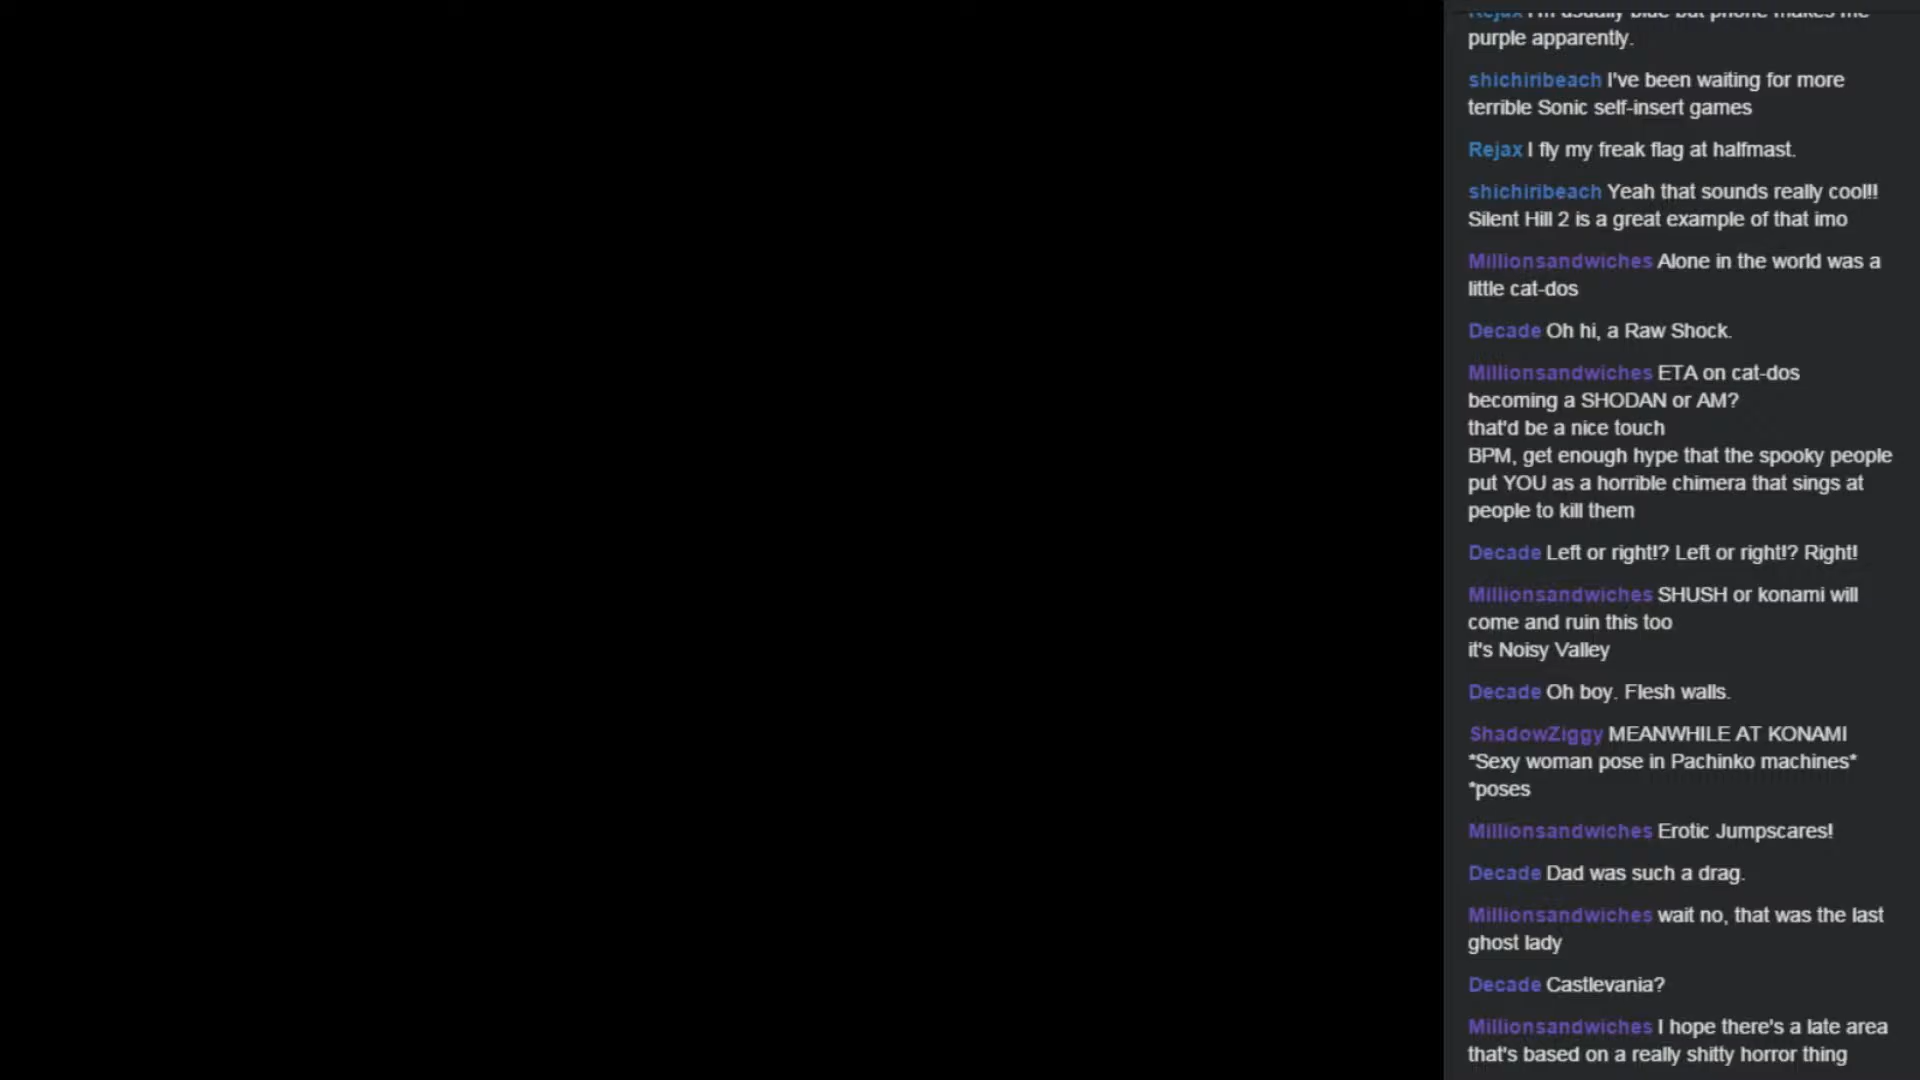 Rejax I'm usually blue but phone makes me
purple apparently.
shichiribeach I've been waiting for more
terrible Sonic self-insert games
Rejax I fly my freak flag at halfmast.
shichiribeach Yeah that sounds really cool!!
Silent Hill 2 is a great example of that imo
Millionsandwiches Alone in the world was a
little cat-dos
Decade Oh hi, a Raw Shock.
Millionsandwiches ETA on cat-dos
becoming a SHODAN or AM?
that'd be a nice touch
BPM, get enough hype that the spooky people
put YOU as a horrible chimera that sings at
people to kill them
Decade Left or right!? Left or right!? Right!
Millionsandwiches SHUSH or konami will
come and ruin this too
it's Noisy Valley
Decade Oh boy. Flesh walls.
ShadowZiggy MEANWHILE AT KONAMI
*Sexy woman pose in Pachinko machines*
*poses
Millionsandwiches Erotic Jumpscares!
Decade Dad was such a drag.
Millionsandwiches wait no, that was the last
ghost lady
Decade Castlevania?
Millionsandwiches I hope there's a late area
that's based on a really shitty horror thing